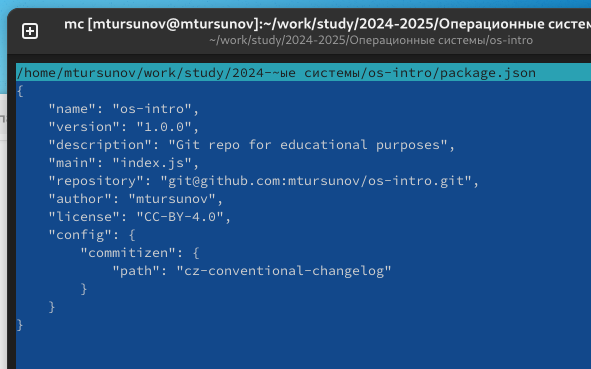 mc [mtursunov@mtursunov]:~/work/study/2024-2025/Операционные систем
~/work/study/2024-2025/Операционные системы/os-intro
/home/mtursunov/work/study/2024-~ые системы/os-intro/package.json
{
    "name": "os-intro",
    "version": "1.0.0",
    "description": "Git repo for educational purposes",
    "main": "index.js",
    "repository": "git@github.com:mtursunov/os-intro.git",
    "author": "mtursunov",
    "license": "CC-BY-4.0",
    "config": {
        "commitizen": {
            "path": "cz-conventional-changelog"
        }
    }
}